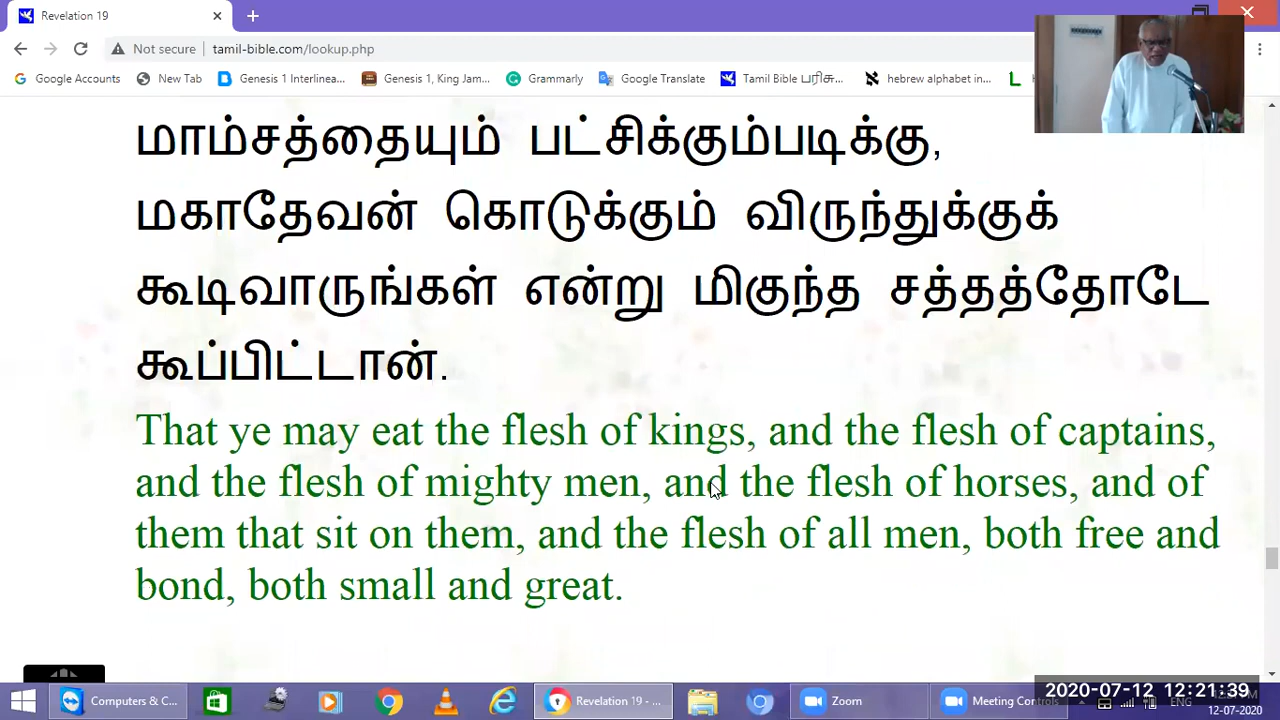 Revelation 19
Not secure
tamil-bible.com/lookup.php
Google Accounts
New Tab
Genesis 1 Interlinea...
Genesis 1, King Jam...
Grammarly
Google Translate
Tamil Bible பரிசு...
hebrew alphabet in...
மாம்சத்தையும் பட்சிக்கும்படிக்கு,
மகாதேவன் கொடுக்கும் விருந்துக்குக்
கூடிவாருங்கள் என்று மிகுந்த சத்தத்தோடே
கூப்பிட்டான்.
That ye may eat the flesh of kings, and the flesh of captains,
and the flesh of mighty men, and the flesh of horses, and of
them that sit on them, and the flesh of all men, both free and
bond, both small and great.
Computers & C...
Revelation 19 - ...
Zoom
Meeting Controls
2020-07-12 12:21:39
ENG
12-07-2020